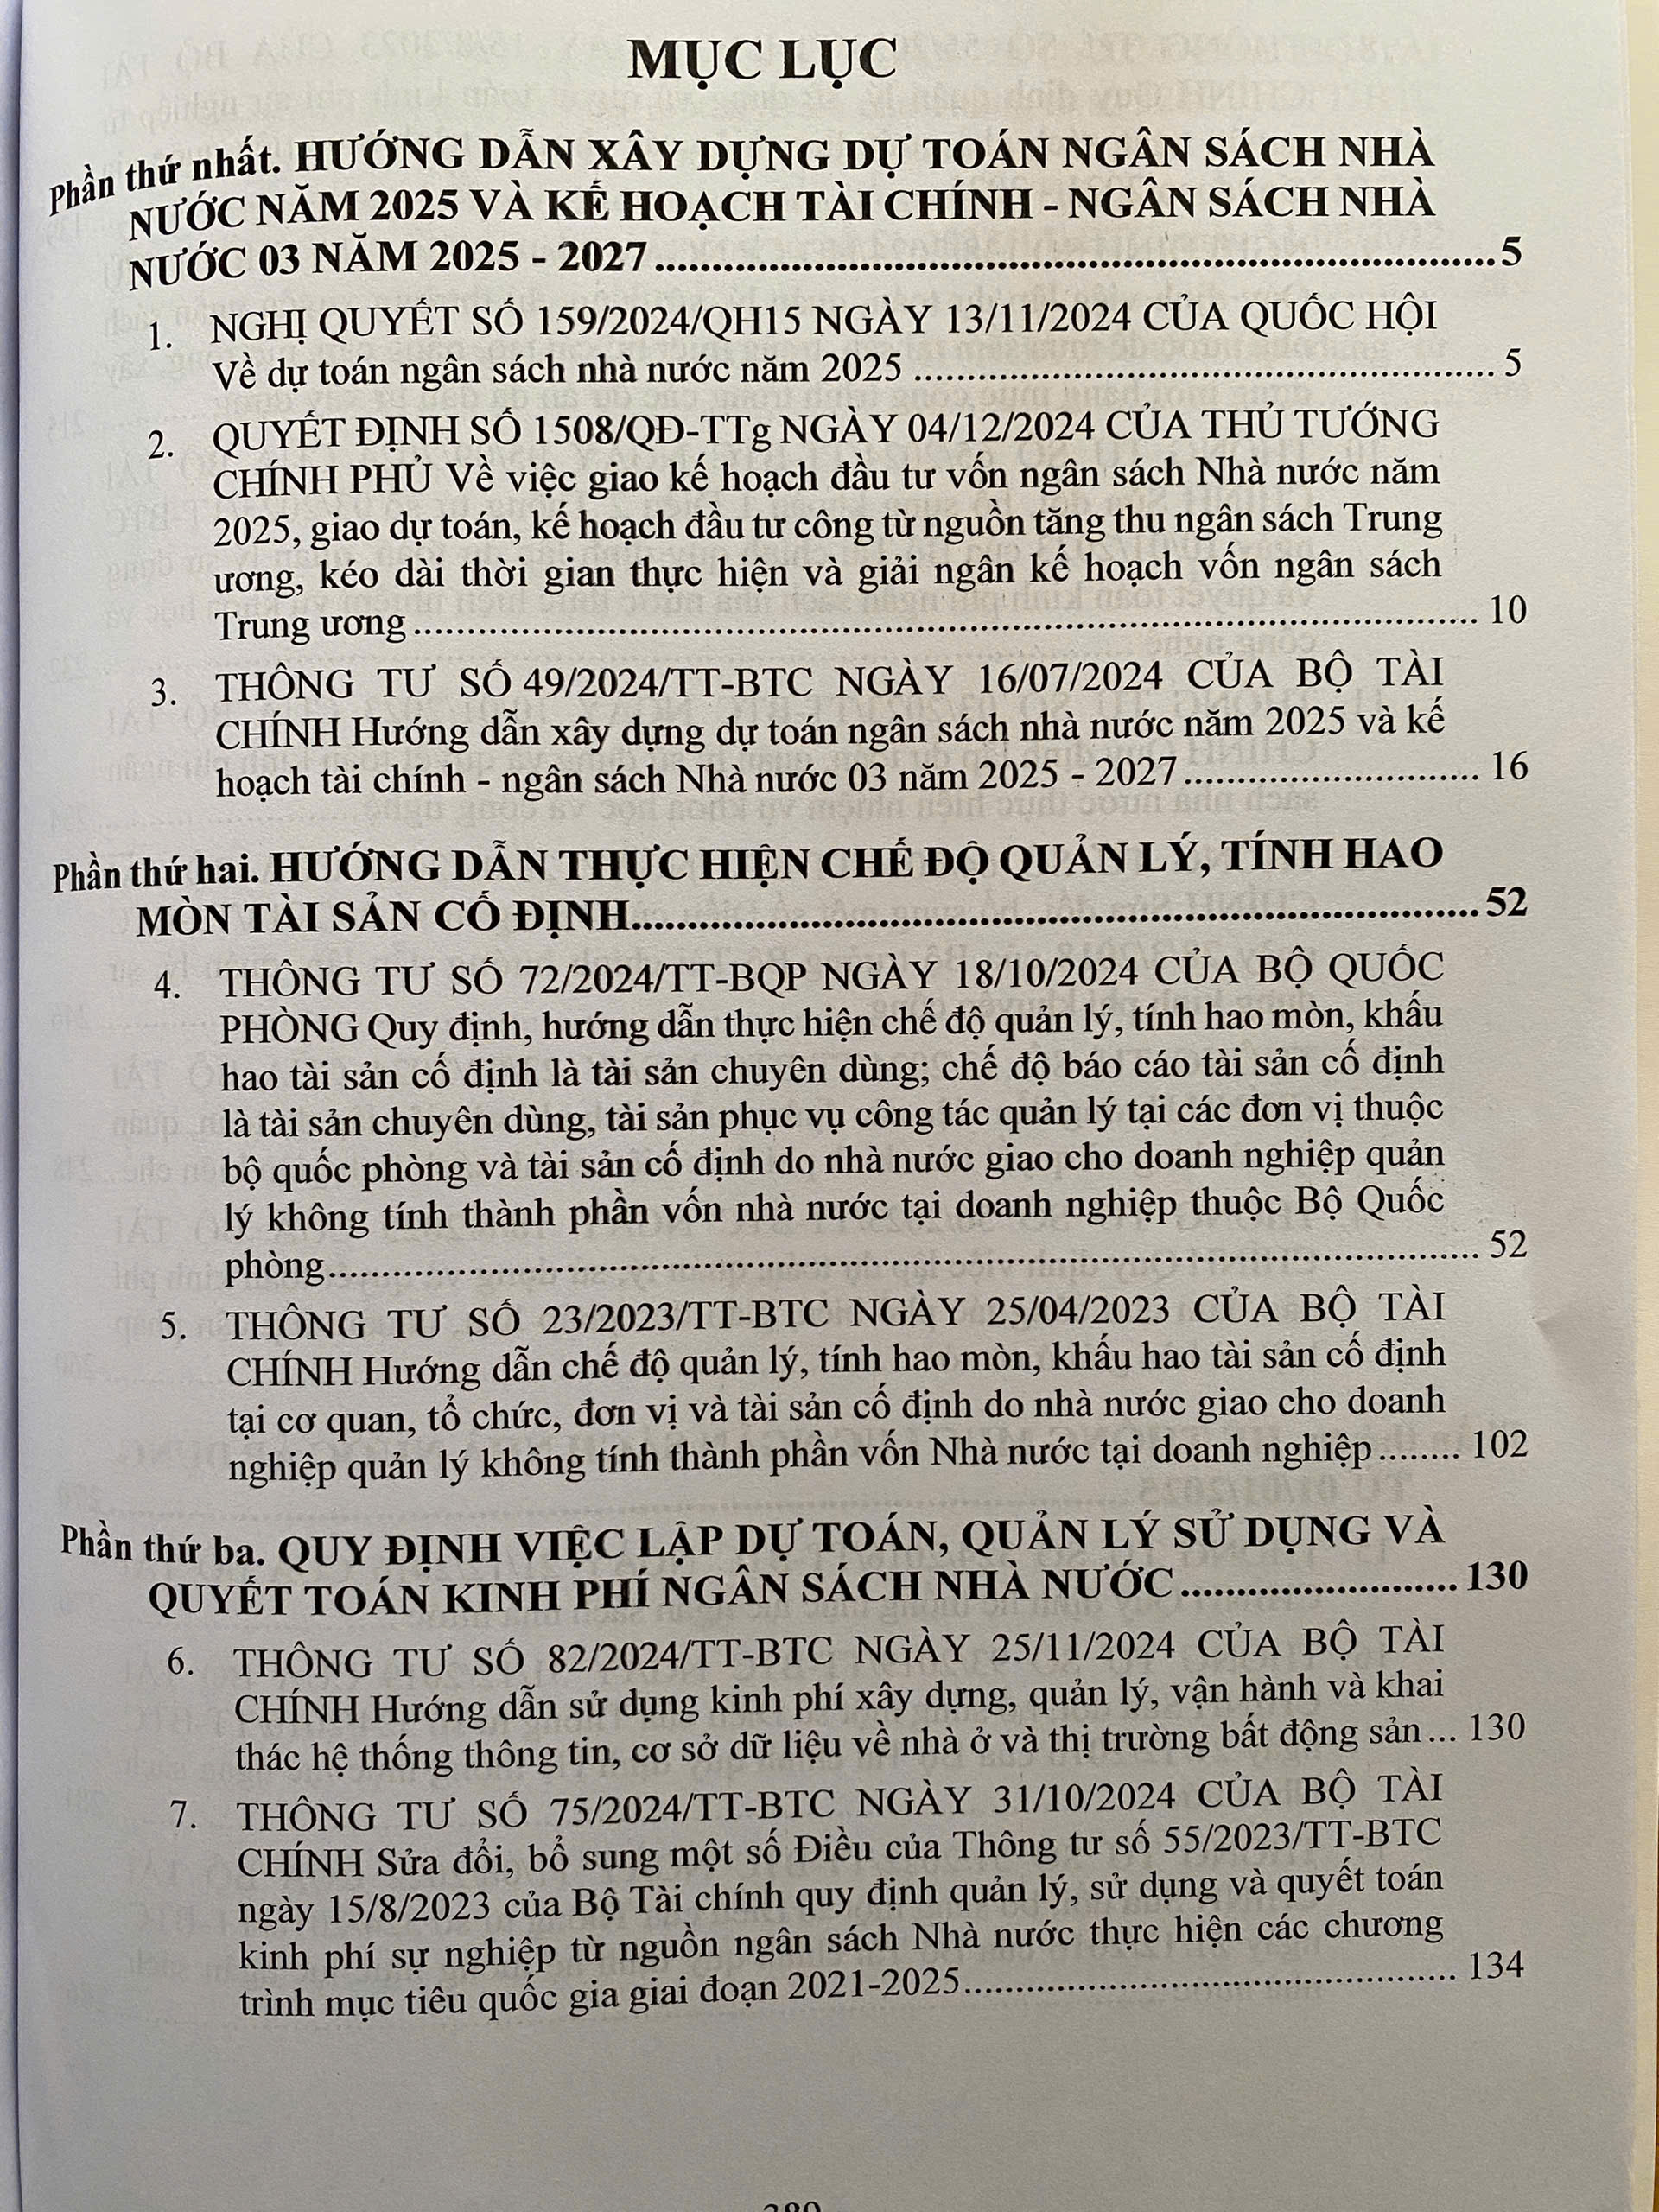 MỤC LỤC
Phần thứ nhất. HƯỚNG DẪN XÂY DỰNG DỰ TOÁN NGÂN SÁCH NHÀ
NƯỚC NĂM 2025 VÀ KẾ HOẠCH TÀI CHÍNH - NGÂN SÁCH NHÀ
NƯỚC 03 NĂM 2025 - 2027.......................................................................5
1. NGHỊ QUYẾT SỐ 159/2024/QH15 NGÀY 13/11/2024 CỦA QUỐC HỘI
Về dự toán ngân sách nhà nước năm 2025 ....................................................... 5
2. QUYẾT ĐỊNH SỐ 1508/QĐ-TTg NGÀY 04/12/2024 CỦA THỦ TƯỚNG
CHÍNH PHỦ Về việc giao kế hoạch đầu tư vốn ngân sách Nhà nước năm
2025, giao dự toán, kế hoạch đầu tư công từ nguồn tăng thu ngân sách Trung
ương, kéo dài thời gian thực hiện và giải ngân kế hoạch vốn ngân sách
Trung ương...................................................................................................... 10
3. THÔNG TƯ SỐ 49/2024/TT-BTC NGÀY 16/07/2024 CỦA BỘ TÀI
CHÍNH Hướng dẫn xây dựng dự toán ngân sách nhà nước năm 2025 và kế
hoạch tài chính - ngân sách Nhà nước 03 năm 2025 - 2027............................ 16
Phần thứ hai. HƯỚNG DẪN THỰC HIỆN CHẾ ĐỘ QUẢN LÝ, TÍNH HAO
MÒN TÀI SẢN CỐ ĐỊNH.......................................................................52
4. THÔNG TƯ SỐ 72/2024/TT-BQP NGÀY 18/10/2024 CỦA BỘ QUỐC
PHÒNG Quy định, hướng dẫn thực hiện chế độ quản lý, tính hao mòn, khấu
hao tài sản cố định là tài sản chuyên dùng; chế độ báo cáo tài sản cố định
là tài sản chuyên dùng, tài sản phục vụ công tác quản lý tại các đơn vị thuộc
bộ quốc phòng và tài sản cố định do nhà nước giao cho doanh nghiệp quản
lý không tính thành phần vốn nhà nước tại doanh nghiệp thuộc Bộ Quốc
phòng............................................................................................................. 52
5. THÔNG TƯ SỐ 23/2023/TT-BTC NGÀY 25/04/2023 CỦA BỘ TÀI
CHÍNH Hướng dẫn chế độ quản lý, tính hao mòn, khấu hao tài sản cố định
tại cơ quan, tổ chức, đơn vị và tài sản cố định do nhà nước giao cho doanh
nghiệp quản lý không tính thành phần vốn Nhà nước tại doanh nghiệp........ 102
Phần thứ ba. QUY ĐỊNH VIỆC LẬP DỰ TOÁN, QUẢN LÝ SỬ DỤNG VÀ
QUYẾT TOÁN KINH PHÍ NGÂN SÁCH NHÀ NƯỚC........................130
6. THÔNG TƯ SỐ 82/2024/TT-BTC NGÀY 25/11/2024 CỦA BỘ TÀI
CHÍNH Hướng dẫn sử dụng kinh phí xây dựng, quản lý, vận hành và khai
thác hệ thống thông tin, cơ sở dữ liệu về nhà ở và thị trường bất động sản... 130
7. THÔNG TƯ SỐ 75/2024/TT-BTC NGÀY 31/10/2024 CỦA BỘ TÀI
CHÍNH Sửa đổi, bổ sung một số Điều của Thông tư số 55/2023/TT-BTC
ngày 15/8/2023 của Bộ Tài chính quy định quản lý, sử dụng và quyết toán
kinh phí sự nghiệp từ nguồn ngân sách Nhà nước thực hiện các chương
trình mục tiêu quốc gia giai đoạn 2021-2025............................................... 134